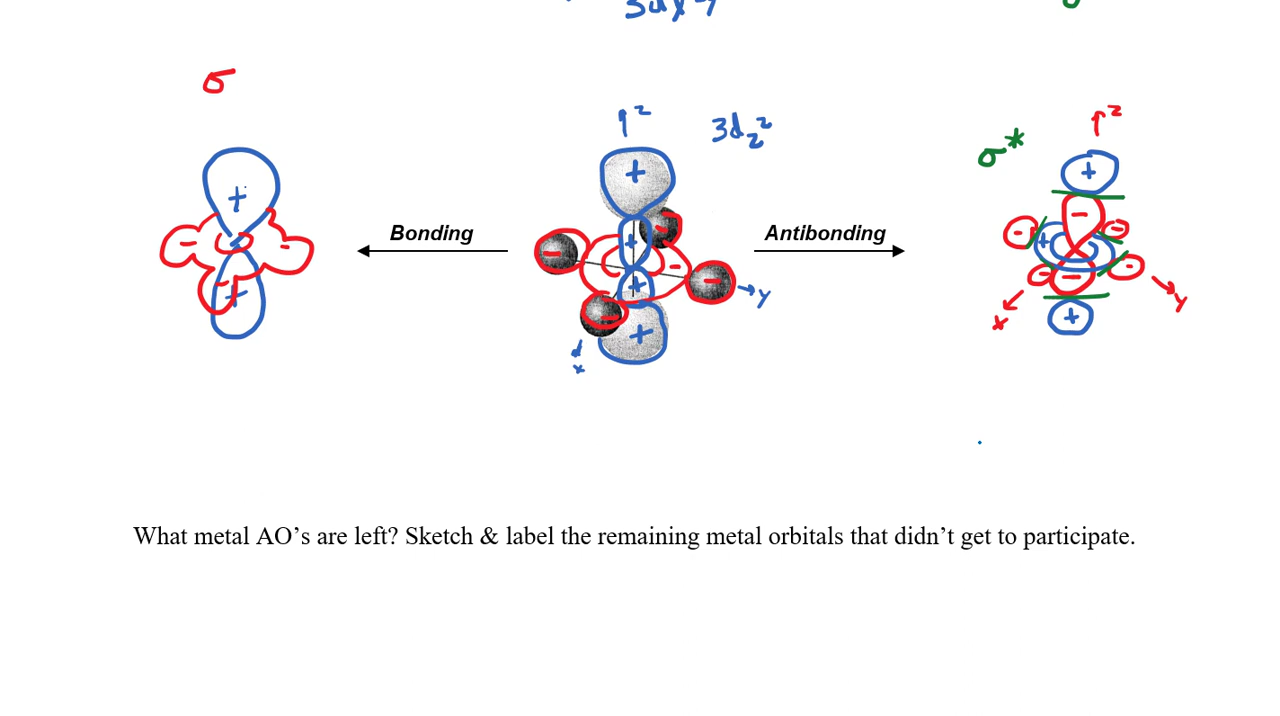 σ
↑z
3dz²
σ*
↑z
+
+
+
-
-
+
-
-
Bonding
+
-
Antibonding
-
-
-
+
-
-
-
+
-
-
→y
-
-
y
+
+
x
+
x
What metal AO’s are left? Sketch & label the remaining metal orbitals that didn’t get to participate.